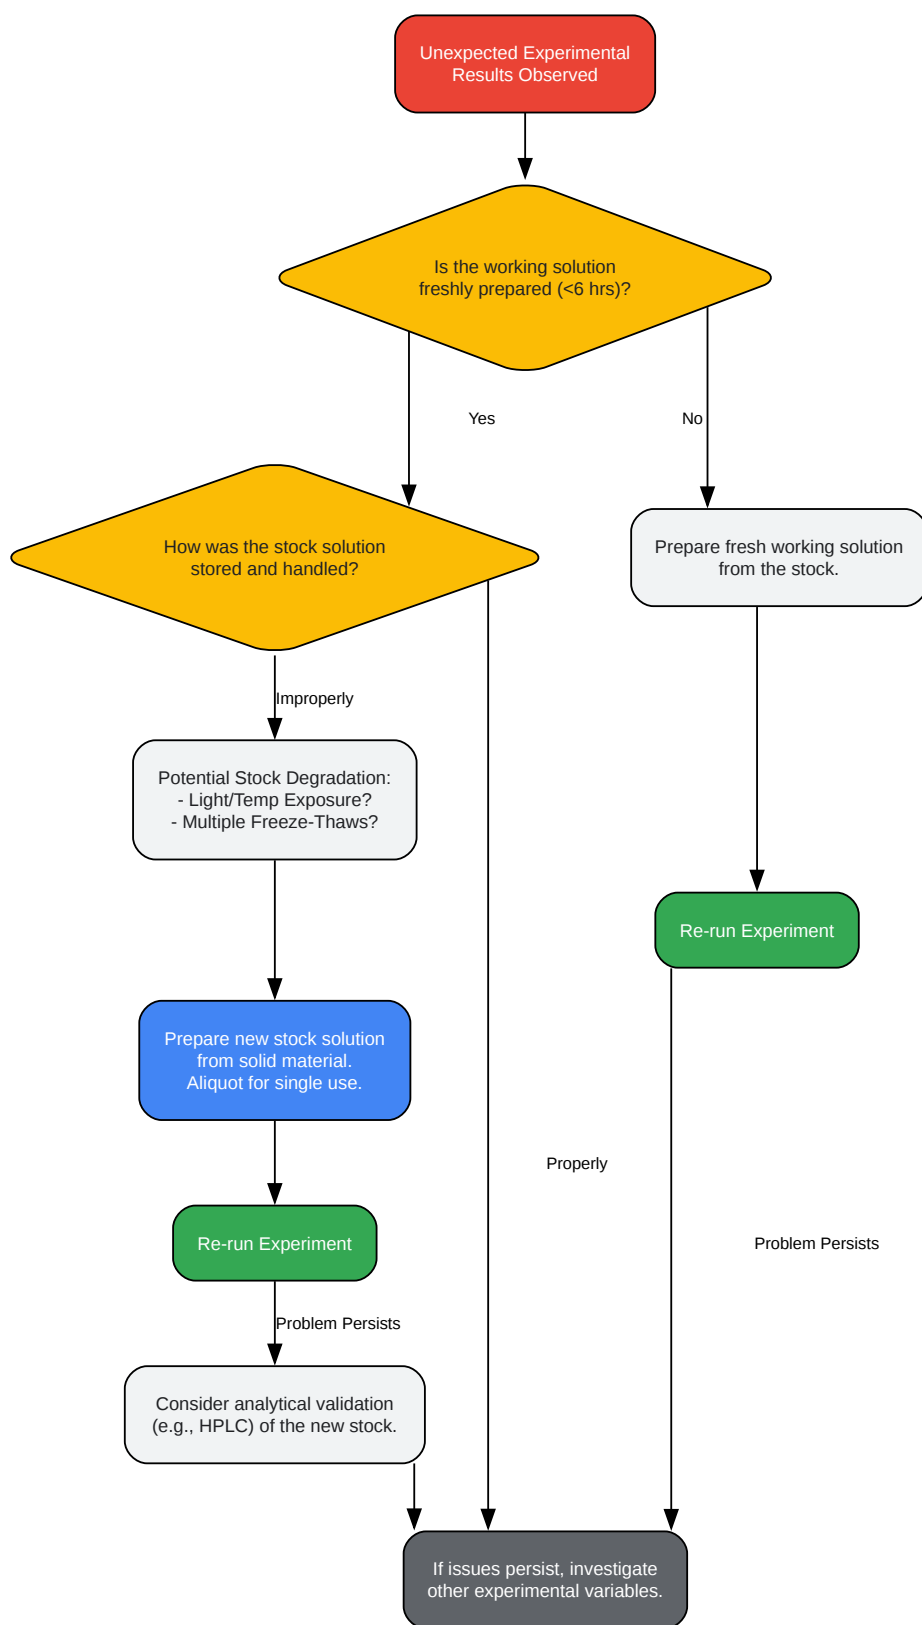 Unexpected Experimental
Results Observed
Is the working solution
freshly prepared (<6 hrs)?
Yes
No
How was the stock solution
stored and handled?
Prepare fresh working solution
from the stock.
Improperly
Potential Stock Degradation:
- Light/Temp Exposure?
- Multiple Freeze-Thaws?
Re-run Experiment
Prepare new stock solution
from solid material.
Aliquot for single use.
Properly
Re-run Experiment
Problem Persists
Problem Persists
Consider analytical validation
(e.g., HPLC) of the new stock.
If issues persist, investigate
other experimental variables.